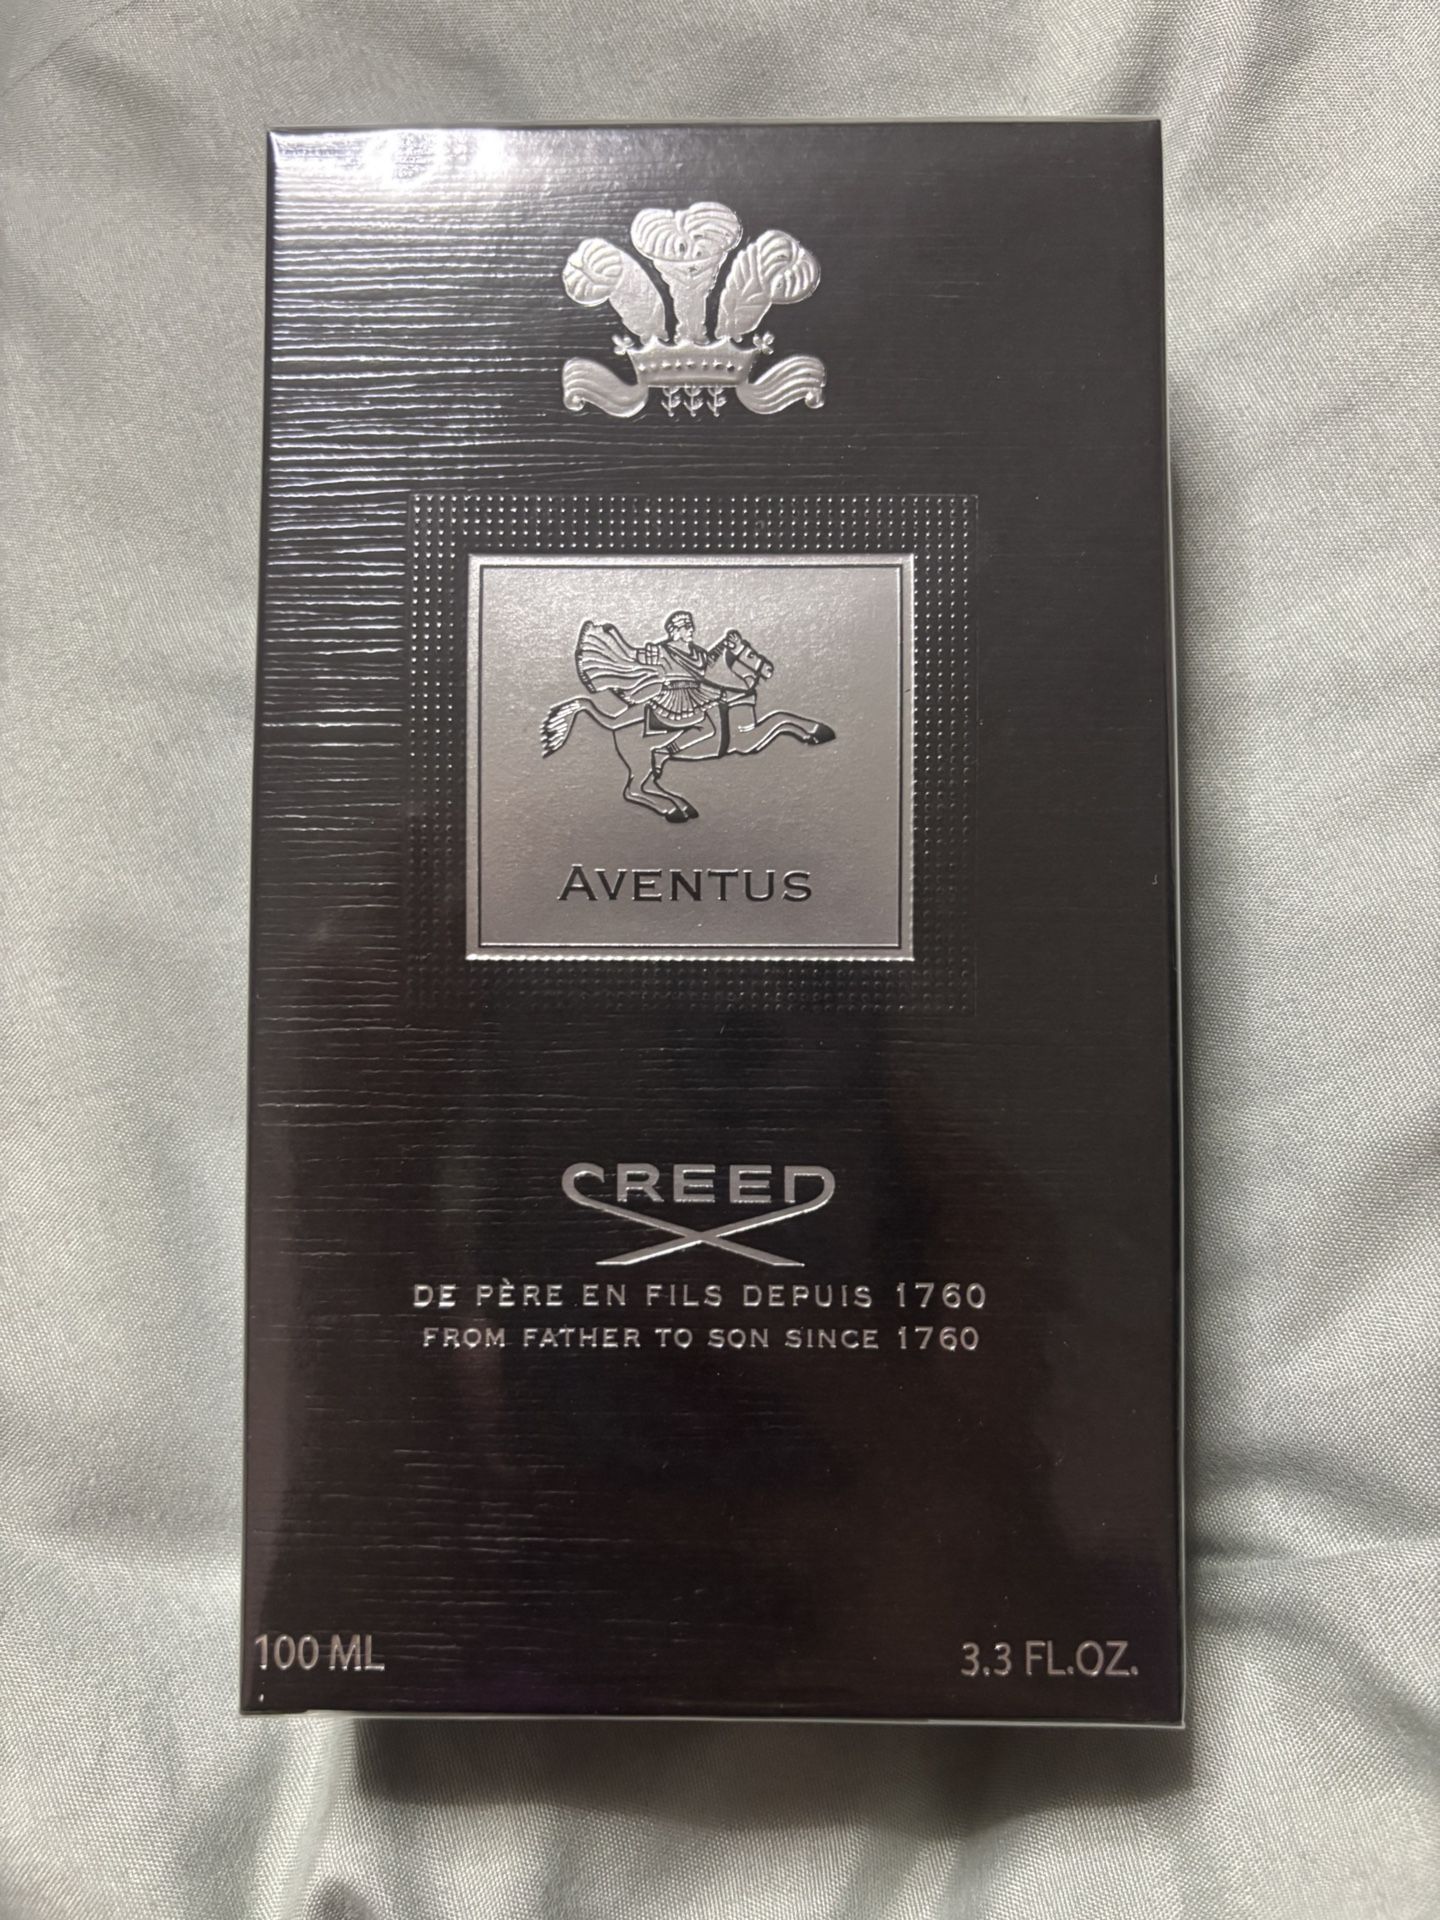 AVENTUS
CREED
DE PÈRE EN FILS DEPUIS 1760
FROM FATHER TO SON SINCE 1760
100 ML
3.3 FL.OZ.